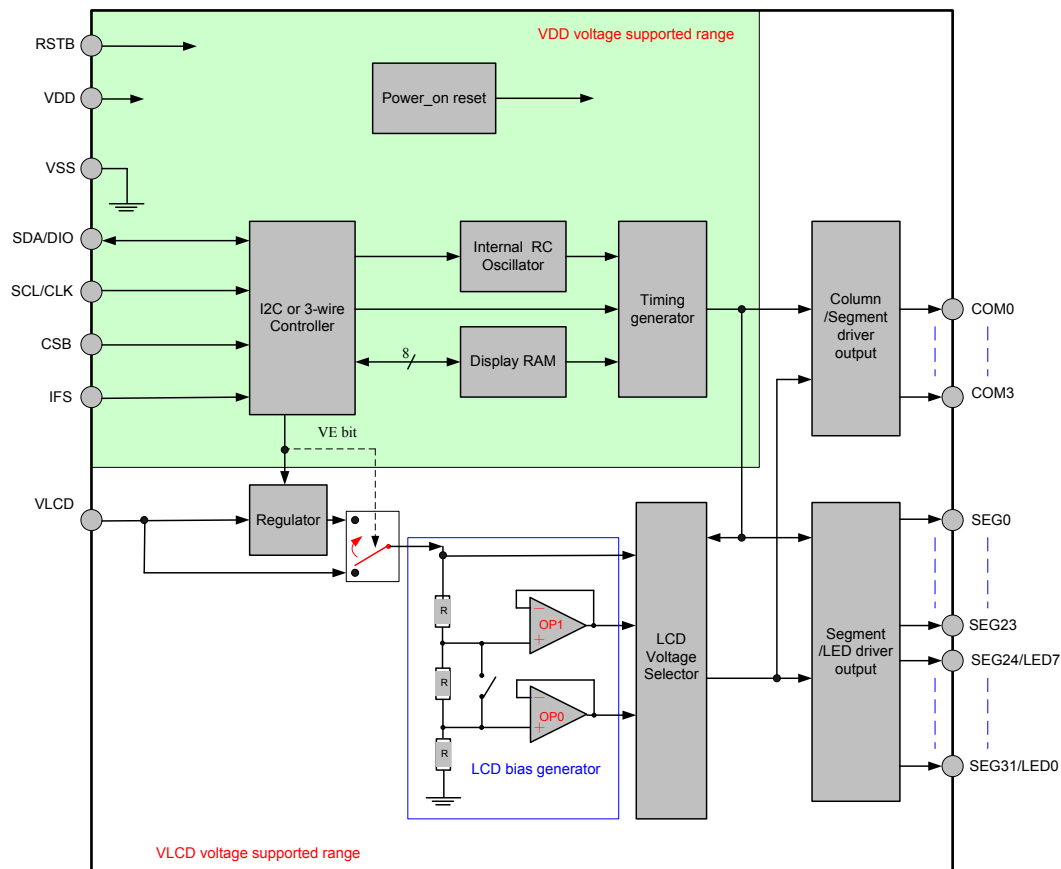 VDD voltage supported range
RSTB
VDD
VSS
SDA/DIO
SCL/CLK
CSB
IFS
VLCD
Power_on reset
I2C or 3-wire
Controller
Internal RC
Oscillator
Display RAM
8
Timing
generator
Column
/Segment
driver
output
COM0
COM3
VE bit
Regulator
R
R
R
OP1
OP0
−
+
−
+
LCD bias generator
LCD
Voltage
Selector
Segment
/LED driver
output
SEG0
SEG23
SEG24/LED7
SEG31/LED0
VLCD voltage supported range